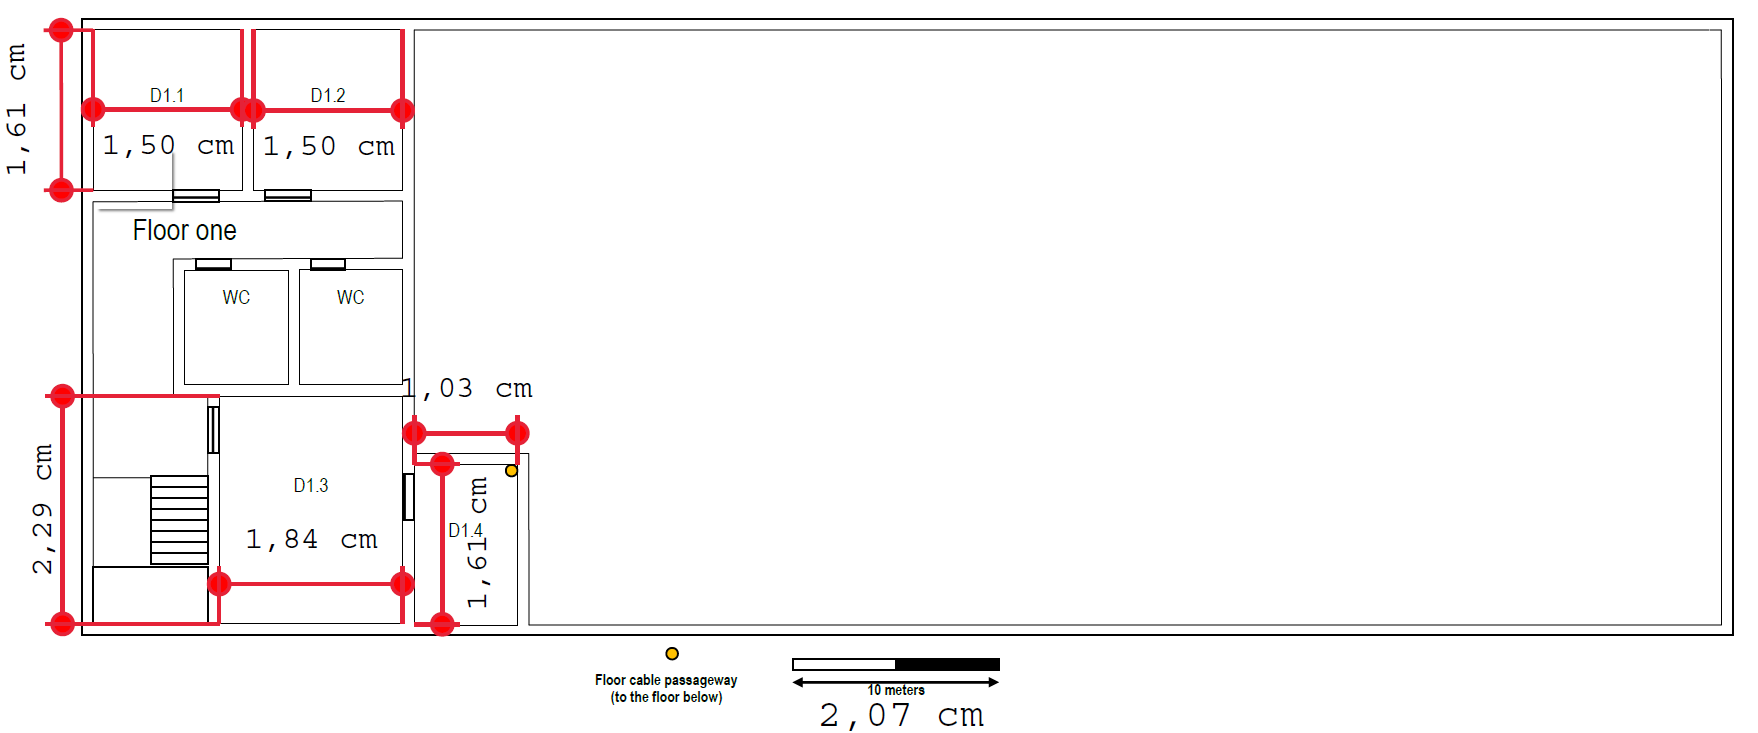 1,61 cm
D1.1
D1.2
1,50 cm
1,50 cm
Floor one
WC
WC
1,03 cm
2,29 cm
D1.3
1,84 cm
D1.4
1,61 cm
Floor cable passageway
(to the floor below)
10 meters
2,07 cm